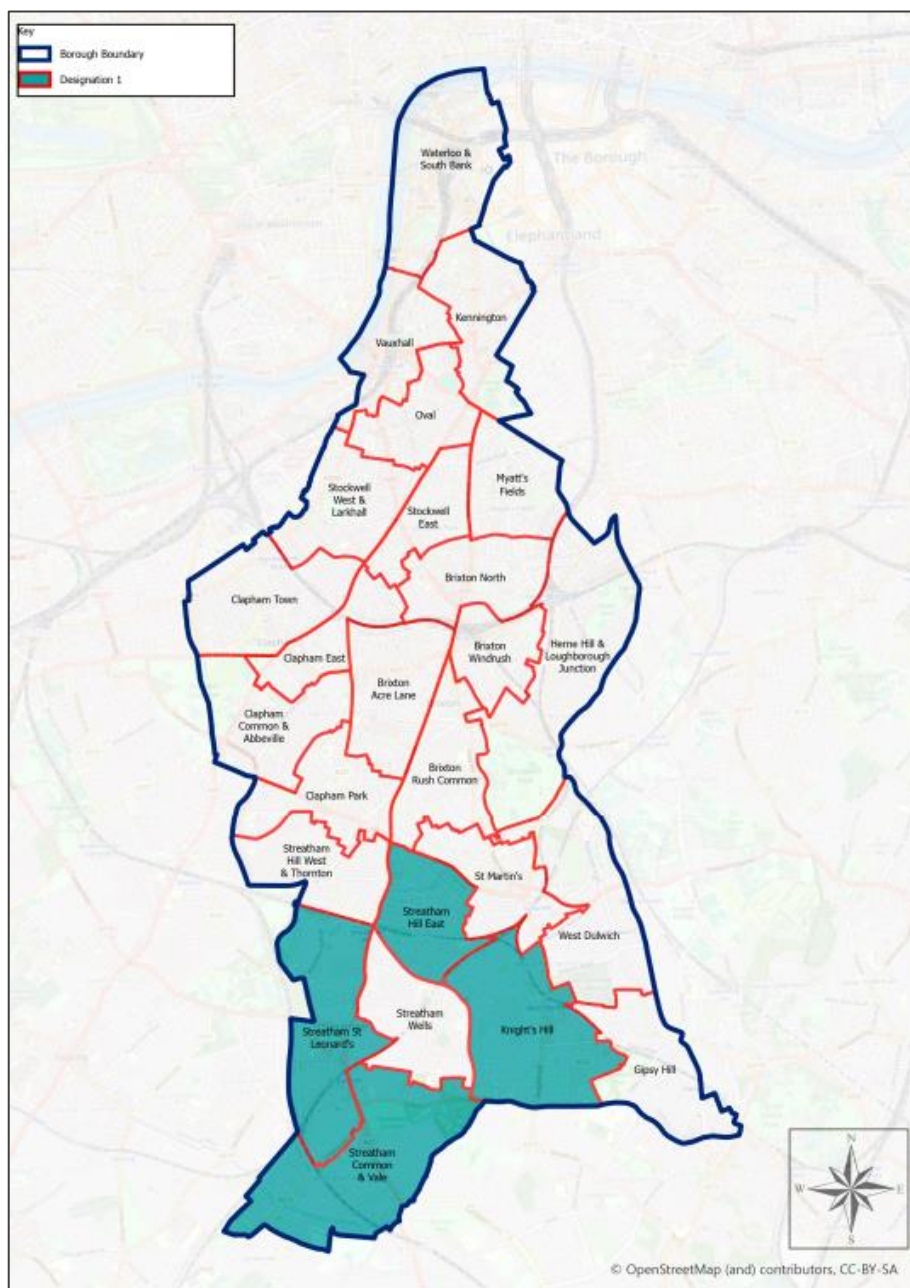 Key
Borough Boundary
Designation 1
Waterloo &
South Bank
The Borough
Kennington
Vauxhall
Oval
Myatt's
Fields
Stockwell
West &
Larkhall
Stockwell
East
Brixton North
Clapham Town
Clapham East
Brixton
Windrush
Herne Hill &
Loughborough
Junction
Brixton
Acre Lane
Clapham
Common &
Abbeville
Brixton
Rush Common
Clapham Park
Streatham
Hill West
& Thornton
St Martin's
Streatham
Hill East
West Dulwich
Streatham
Wells
Streatham St
Leonard's
Knight's Hill
Gipsy Hill
Streatham
Common
& Vale
N
W
E
S
© OpenStreetMap (and) contributors, CC-BY-SA